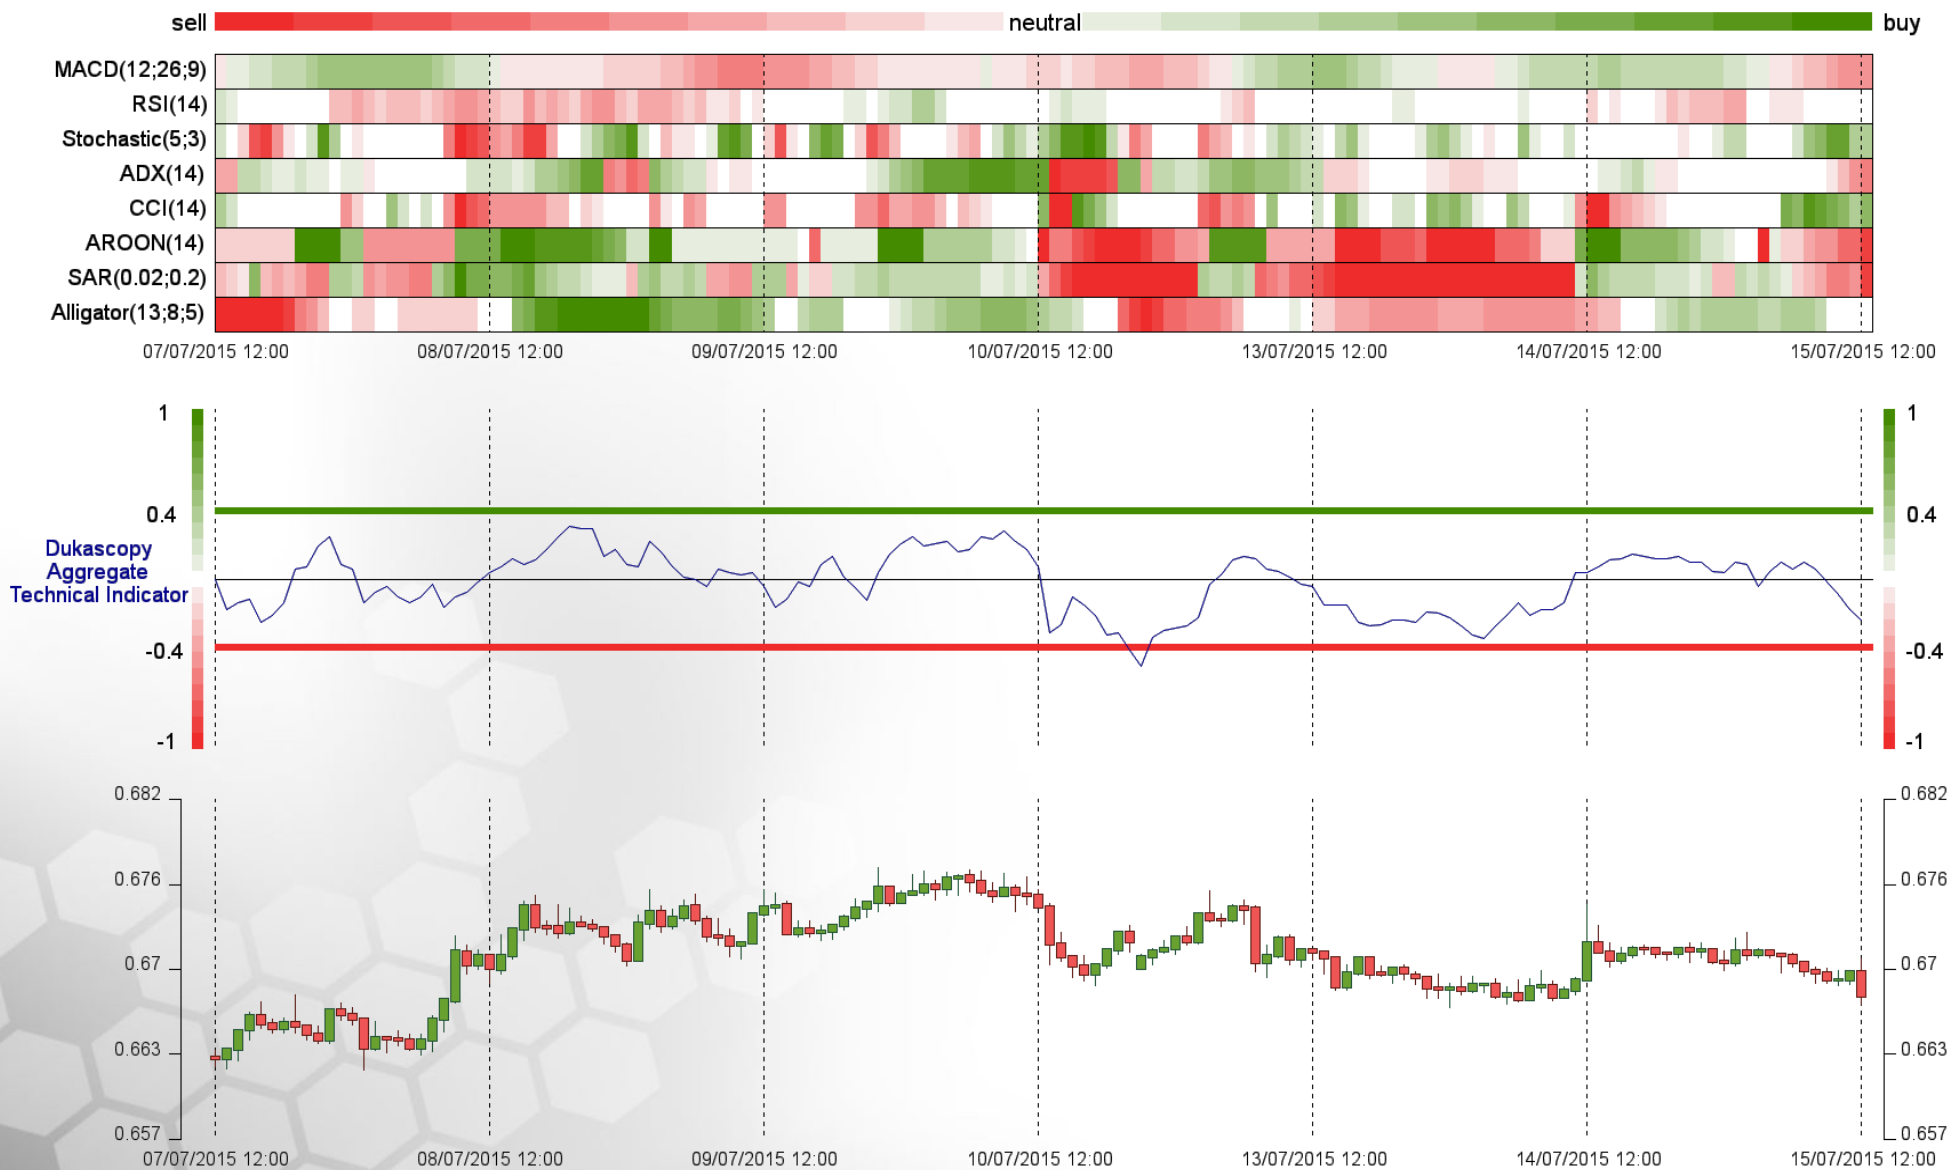 sell neutral buy
MACD(12;26;9)
RSI(14)
Stochastic(5;3)
ADX(14)
CCI(14)
AROON(14)
SAR(0.02;0.2)
Alligator(13;8;5)
07/07/2015 12:00 08/07/2015 12:00 09/07/2015 12:00 10/07/2015 12:00 13/07/2015 12:00 14/07/2015 12:00 15/07/2015 12:00
1 1
0.4 0.4
Dukascopy
Aggregate
Technical Indicator
-0.4 -0.4
-1 -1
0.682 0.682
0.676 0.676
0.67 0.67
0.663 0.663
0.657 0.657
07/07/2015 12:00 08/07/2015 12:00 09/07/2015 12:00 10/07/2015 12:00 13/07/2015 12:00 14/07/2015 12:00 15/07/2015 12:00